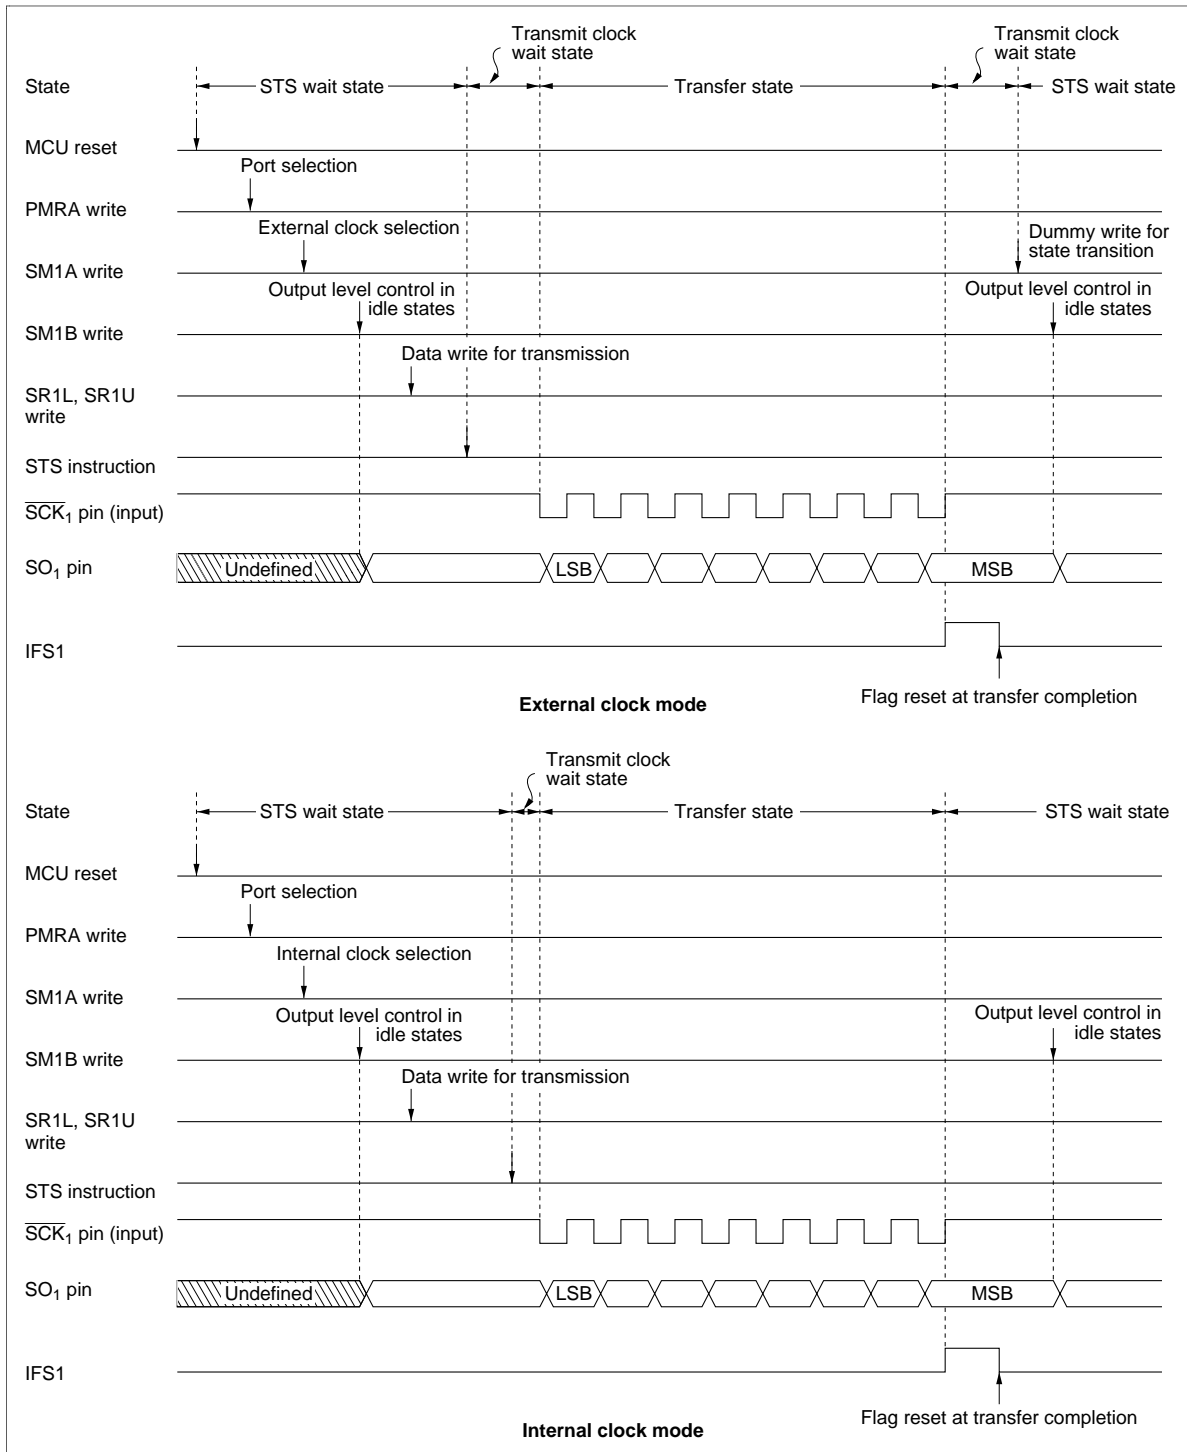 Transmit clock
wait state
Transmit clock
wait state
State
STS wait state
Transfer state
STS wait state
MCU reset
Port selection
PMRA write
External clock selection
Dummy write for
state transition
SM1A write
Output level control in
idle states
Output level control in
idle states
SM1B write
Data write for transmission
SR1L, SR1U
write
STS instruction
SCK1 pin (input)
SO1 pin
Undefined
LSB
MSB
IFS1
Flag reset at transfer completion
External clock mode
Transmit clock
wait state
State
STS wait state
Transfer state
STS wait state
MCU reset
Port selection
PMRA write
Internal clock selection
SM1A write
Output level control in
idle states
Output level control in
idle states
SM1B write
Data write for transmission
SR1L, SR1U
write
STS instruction
SCK1 pin (input)
SO1 pin
Undefined
LSB
MSB
IFS1
Flag reset at transfer completion
Internal clock mode